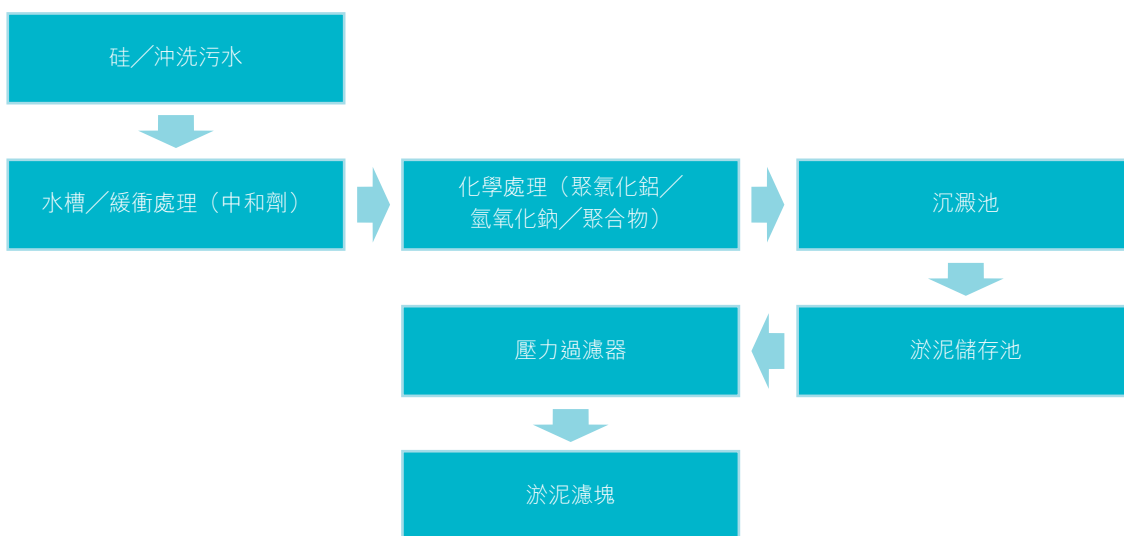 硅／沖洗污水
水槽／緩衝處理（中和劑）
化學處理（聚氯化鋁／
氫氧化鈉／聚合物）
沉澱池
淤泥儲存池
壓力過濾器
淤泥濾塊